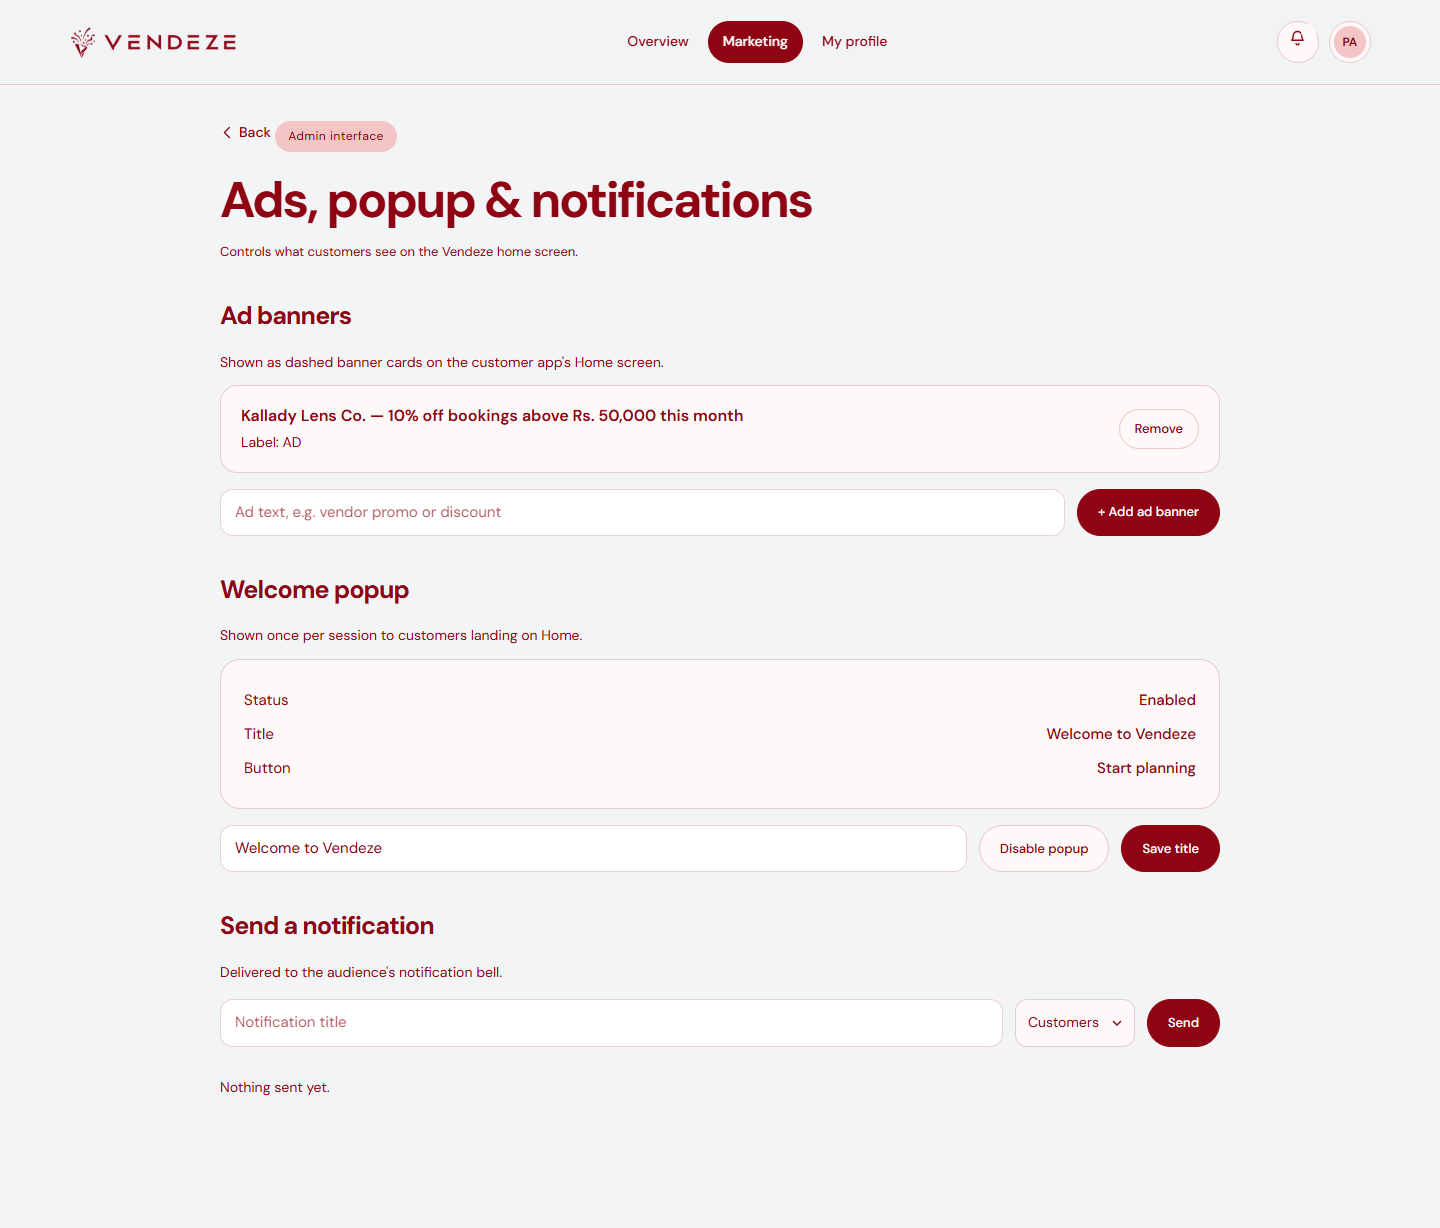 VENDEZE
Overview
Marketing
My profile
PA
Back
Admin interface
Ads, popup & notifications
Controls what customers see on the Vendeze home screen.
Ad banners
Shown as dashed banner cards on the customer app's Home screen.
Kallady Lens Co. — 10% off bookings above Rs. 50,000 this month
Label: AD
Remove
Ad text, e.g. vendor promo or discount
+ Add ad banner
Welcome popup
Shown once per session to customers landing on Home.
Status Enabled
Title Welcome to Vendeze
Button Start planning
Welcome to Vendeze
Disable popup
Save title
Send a notification
Delivered to the audience's notification bell.
Notification title
Customers
Send
Nothing sent yet.